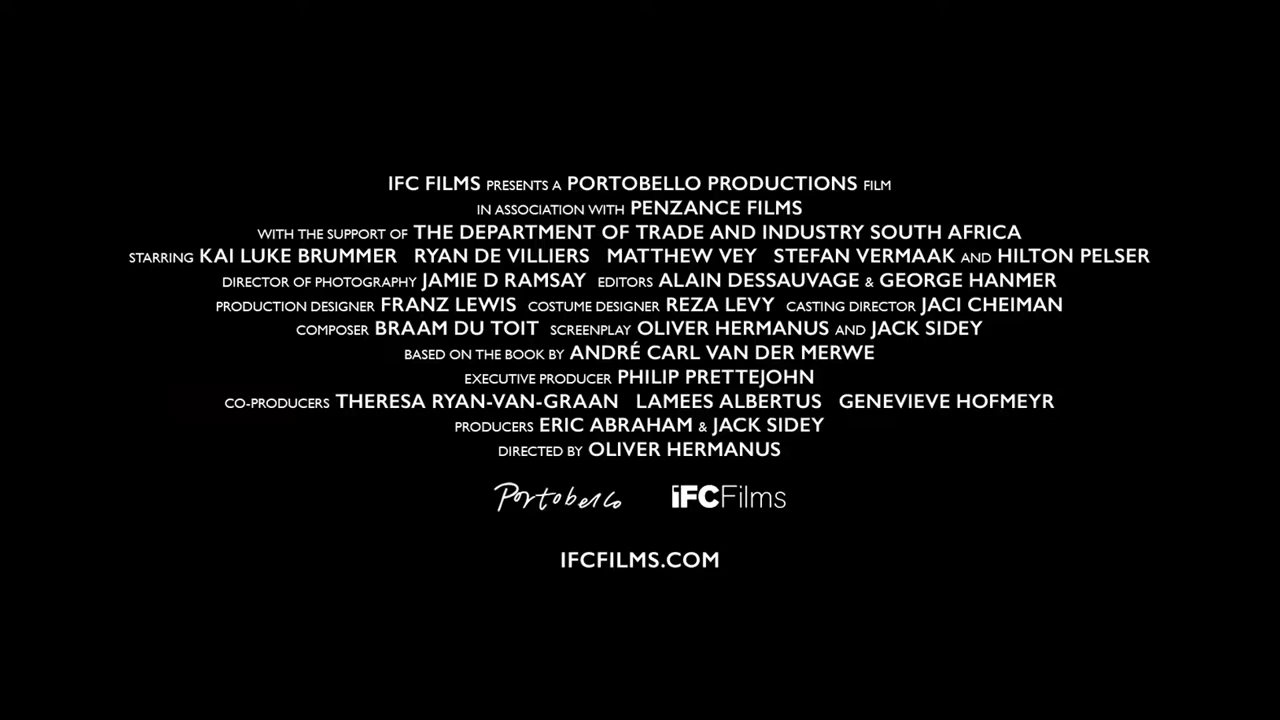 IFC FILMS PRESENTS A PORTOBELLO PRODUCTIONS FILM
IN ASSOCIATION WITH PENZANCE FILMS
WITH THE SUPPORT OF THE DEPARTMENT OF TRADE AND INDUSTRY SOUTH AFRICA
STARRING KAI LUKE BRUMMER RYAN DE VILLIERS MATTHEW VEY STEFAN VERMAAK AND HILTON PELSER
DIRECTOR OF PHOTOGRAPHY JAMIE D RAMSAY EDITORS ALAIN DESSAUVAGE & GEORGE HANMER
PRODUCTION DESIGNER FRANZ LEWIS COSTUME DESIGNER REZA LEVY CASTING DIRECTOR JACI CHEIMAN
COMPOSER BRAAM DU TOIT SCREENPLAY OLIVER HERMANUS AND JACK SIDEY
BASED ON THE BOOK BY ANDRÉ CARL VAN DER MERWE
EXECUTIVE PRODUCER PHILIP PRETTEJOHN
CO-PRODUCERS THERESA RYAN-VAN-GRAAN LAMEES ALBERTUS GENEVIEVE HOFMEYR
PRODUCERS ERIC ABRAHAM & JACK SIDEY
DIRECTED BY OLIVER HERMANUS
Portobello IFC Films
IFCFILMS.COM